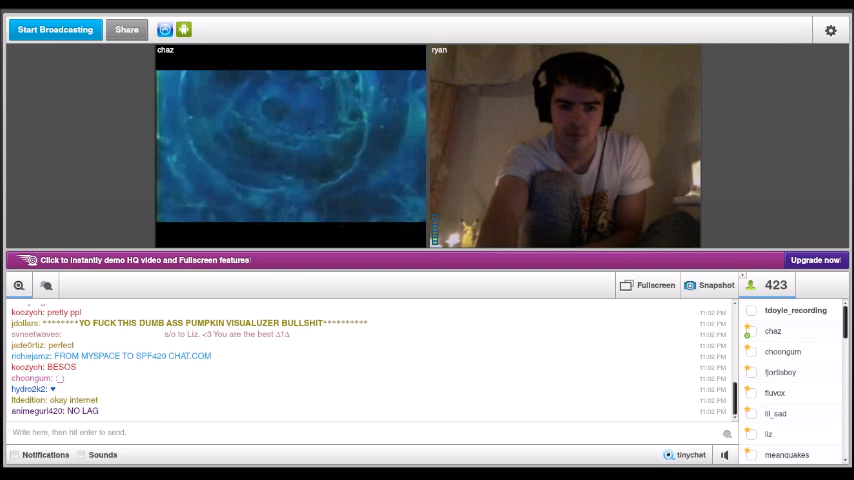 Start Broadcasting
Share
chaz
ryan
Click to instantly demo HQ video and Fullscreen features!
Upgrade now!
Fullscreen
Snapshot
423
koozyoh: pretty ppl
11:02 PM
jdollars: ********YO FUCK THIS DUMB ASS PUMPKIN VISUALUZER BULLSHIT**********
11:02 PM
svnsetwaves: s/o to Liz. <3 You are the best Δ!Δ
11:02 PM
jade0rtiz: perfect
11:02 PM
richiejamz: FROM MYSPACE TO SPF420 CHAT.COM
11:02 PM
koozyoh: BESOS
11:02 PM
choongum: :_)
11:02 PM
hydro2k2: ♥
11:02 PM
ltdedition: okay internet
11:02 PM
animegurl420: NO LAG
11:02 PM
tdoyle_recording
chaz
choongum
fjortisboy
fluvox
lil_sad
liz
meanquakes
Write here, then hit enter to send.
Notifications
Sounds
tinychat